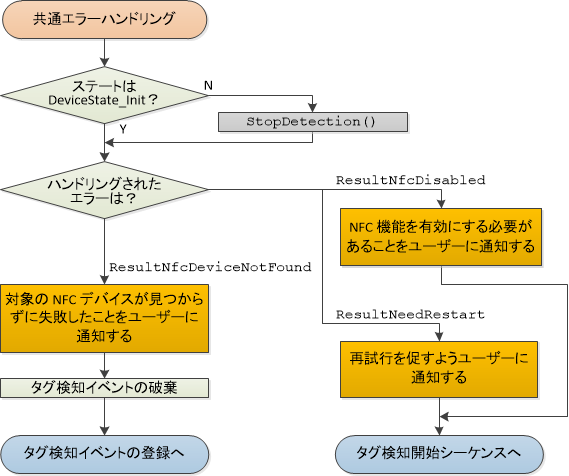 共通エラーハンドリング
ステートは
DeviceState_Init？
N
StopDetection()
Y
ハンドリングされた
エラーは？
ResultNfcDisabled
NFC 機能を有効にする必要が
あることをユーザーに通知する
ResultNfcDeviceNotFound
対象の NFC デバイスが見つから
ずに失敗したことをユーザーに
通知する
ResultNeedRestart
再試行を促すようユーザーに
通知する
タグ検知イベントの破棄
タグ検知イベントの登録へ
タグ検知開始シーケンスへ